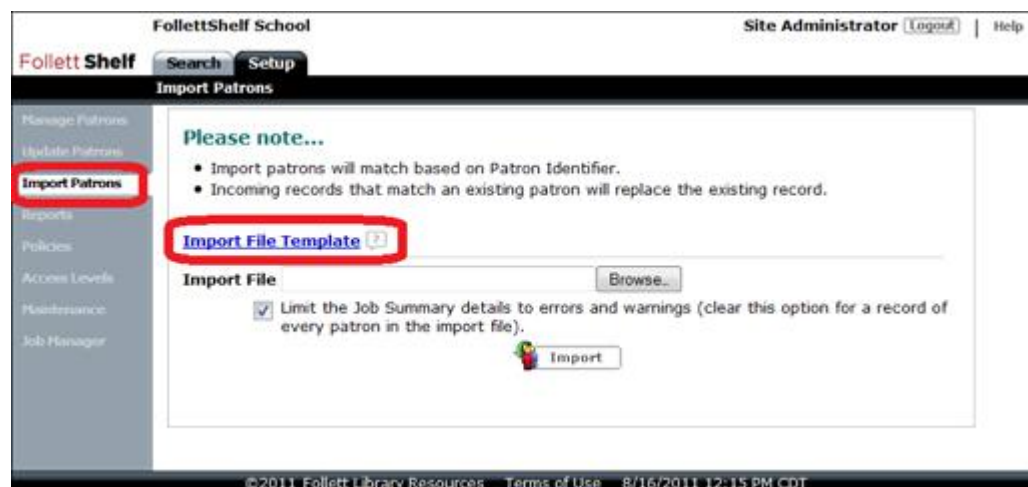 FollettShelf School
Site Administrator Logout | Help
Follett Shelf
Search Setup
Import Patrons
Manage Patrons
Update Patrons
Import Patrons
Reports
Policies
Access Levels
Maintenance
Job Manager
Please note...
• Import patrons will match based on Patron Identifier.
• Incoming records that match an existing patron will replace the existing record.
Import File Template ?
Import File Browse..
Limit the Job Summary details to errors and warnings (clear this option for a record of
every patron in the import file).
Import
©2011 Follett Library Resources Terms of Use 8/16/2011 12:15 PM CDT